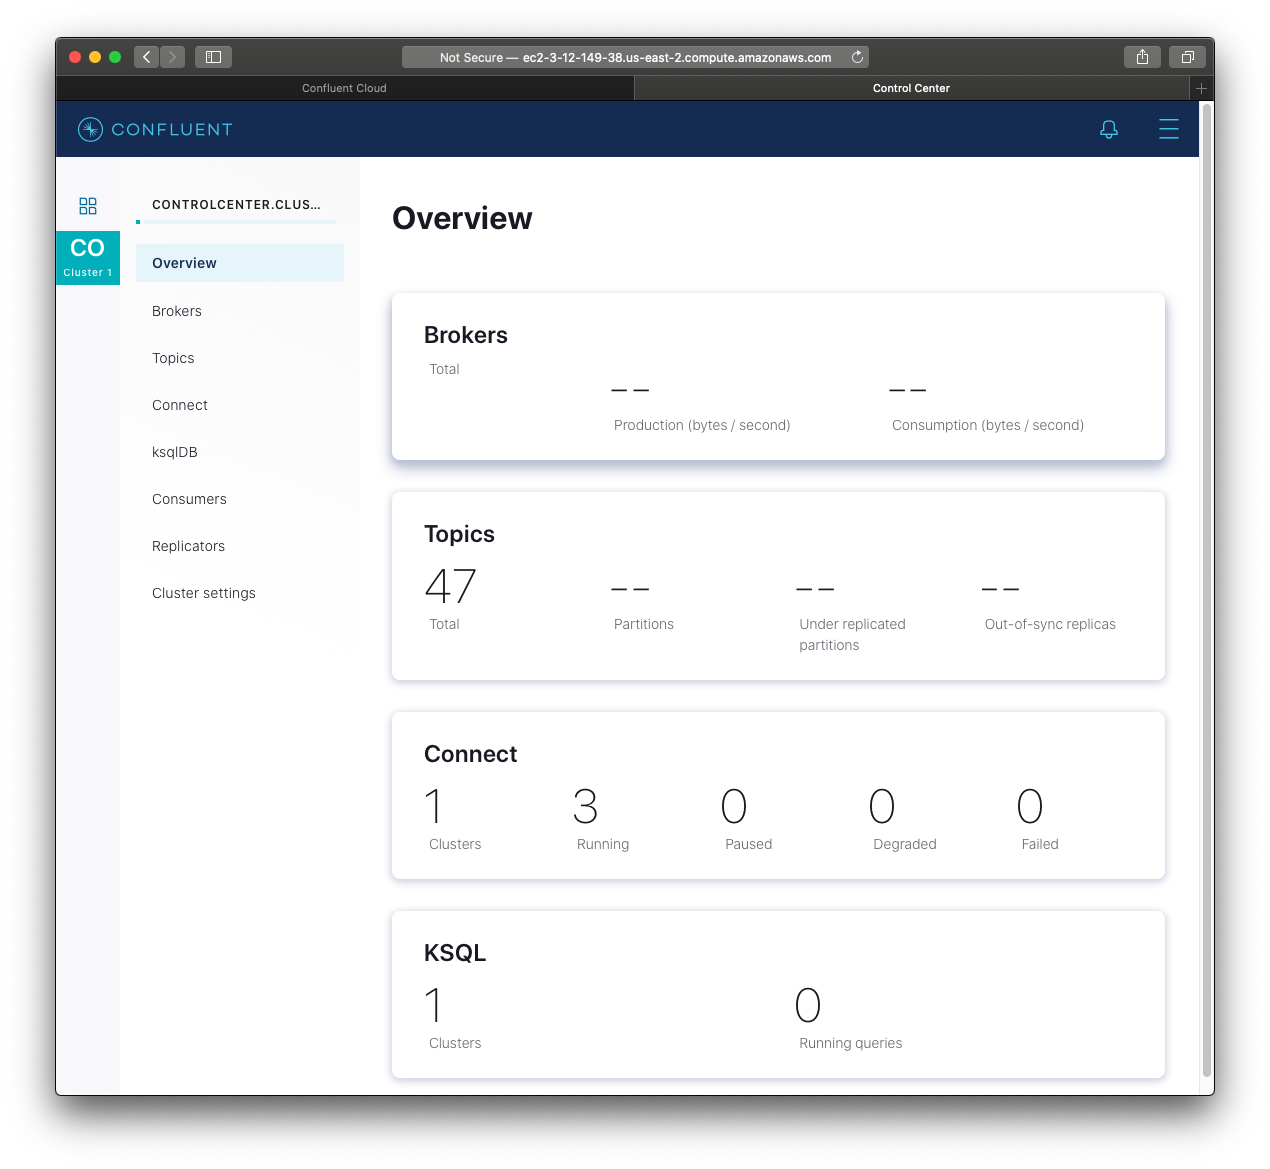 Not Secure — ec2-3-12-149-38.us-east-2.compute.amazonaws.com
Confluent Cloud
Control Center
CONFLUENT
CONTROLCENTER.CLUS...
CO
Cluster 1
Overview
Brokers
Topics
Connect
ksqlDB
Consumers
Replicators
Cluster settings
Overview
Brokers
Total
-- --
Production (bytes / second) Consumption (bytes / second)
Topics
47 -- -- --
Total Partitions Under replicated Out-of-sync replicas
partitions
Connect
1 3 0 0 0
Clusters Running Paused Degraded Failed
KSQL
1 0
Clusters Running queries